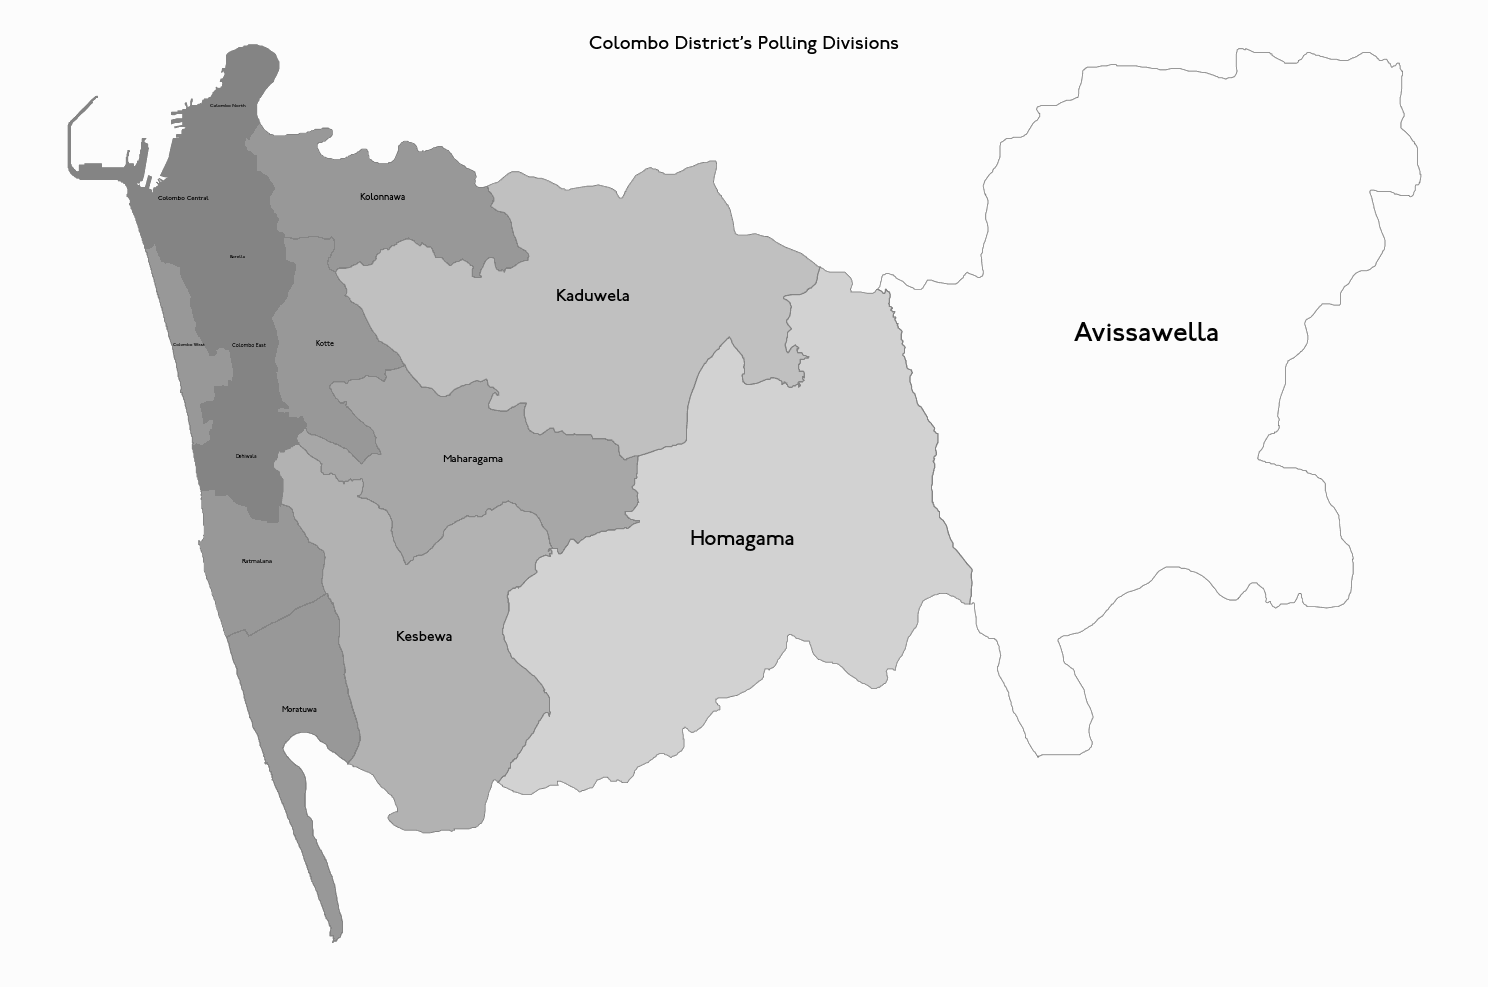 Colombo District's Polling Divisions
Colombo North
Colombo Central
Kolonnawa
Borella
Kaduwela
Avissawella
Colombo West
Colombo East
Kotte
Dehiwala
Maharagama
Homagama
Ratmalana
Kesbewa
Moratuwa